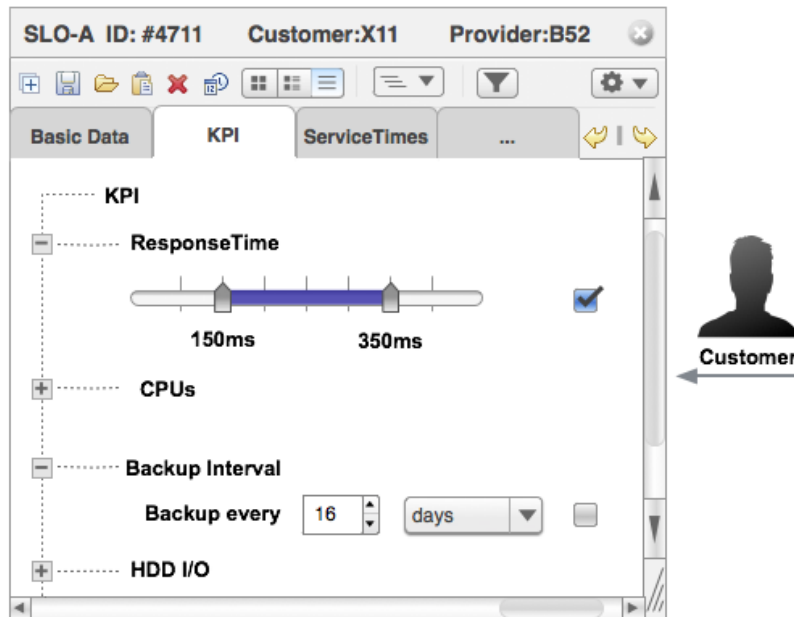 SLO-A ID: #4711 Customer:X11 Provider:B52
12
Basic Data KPI ServiceTimes ...
KPI
ResponseTime
150ms 350ms
Customer
CPUs
Backup Interval
Backup every 16 days
HDD I/O